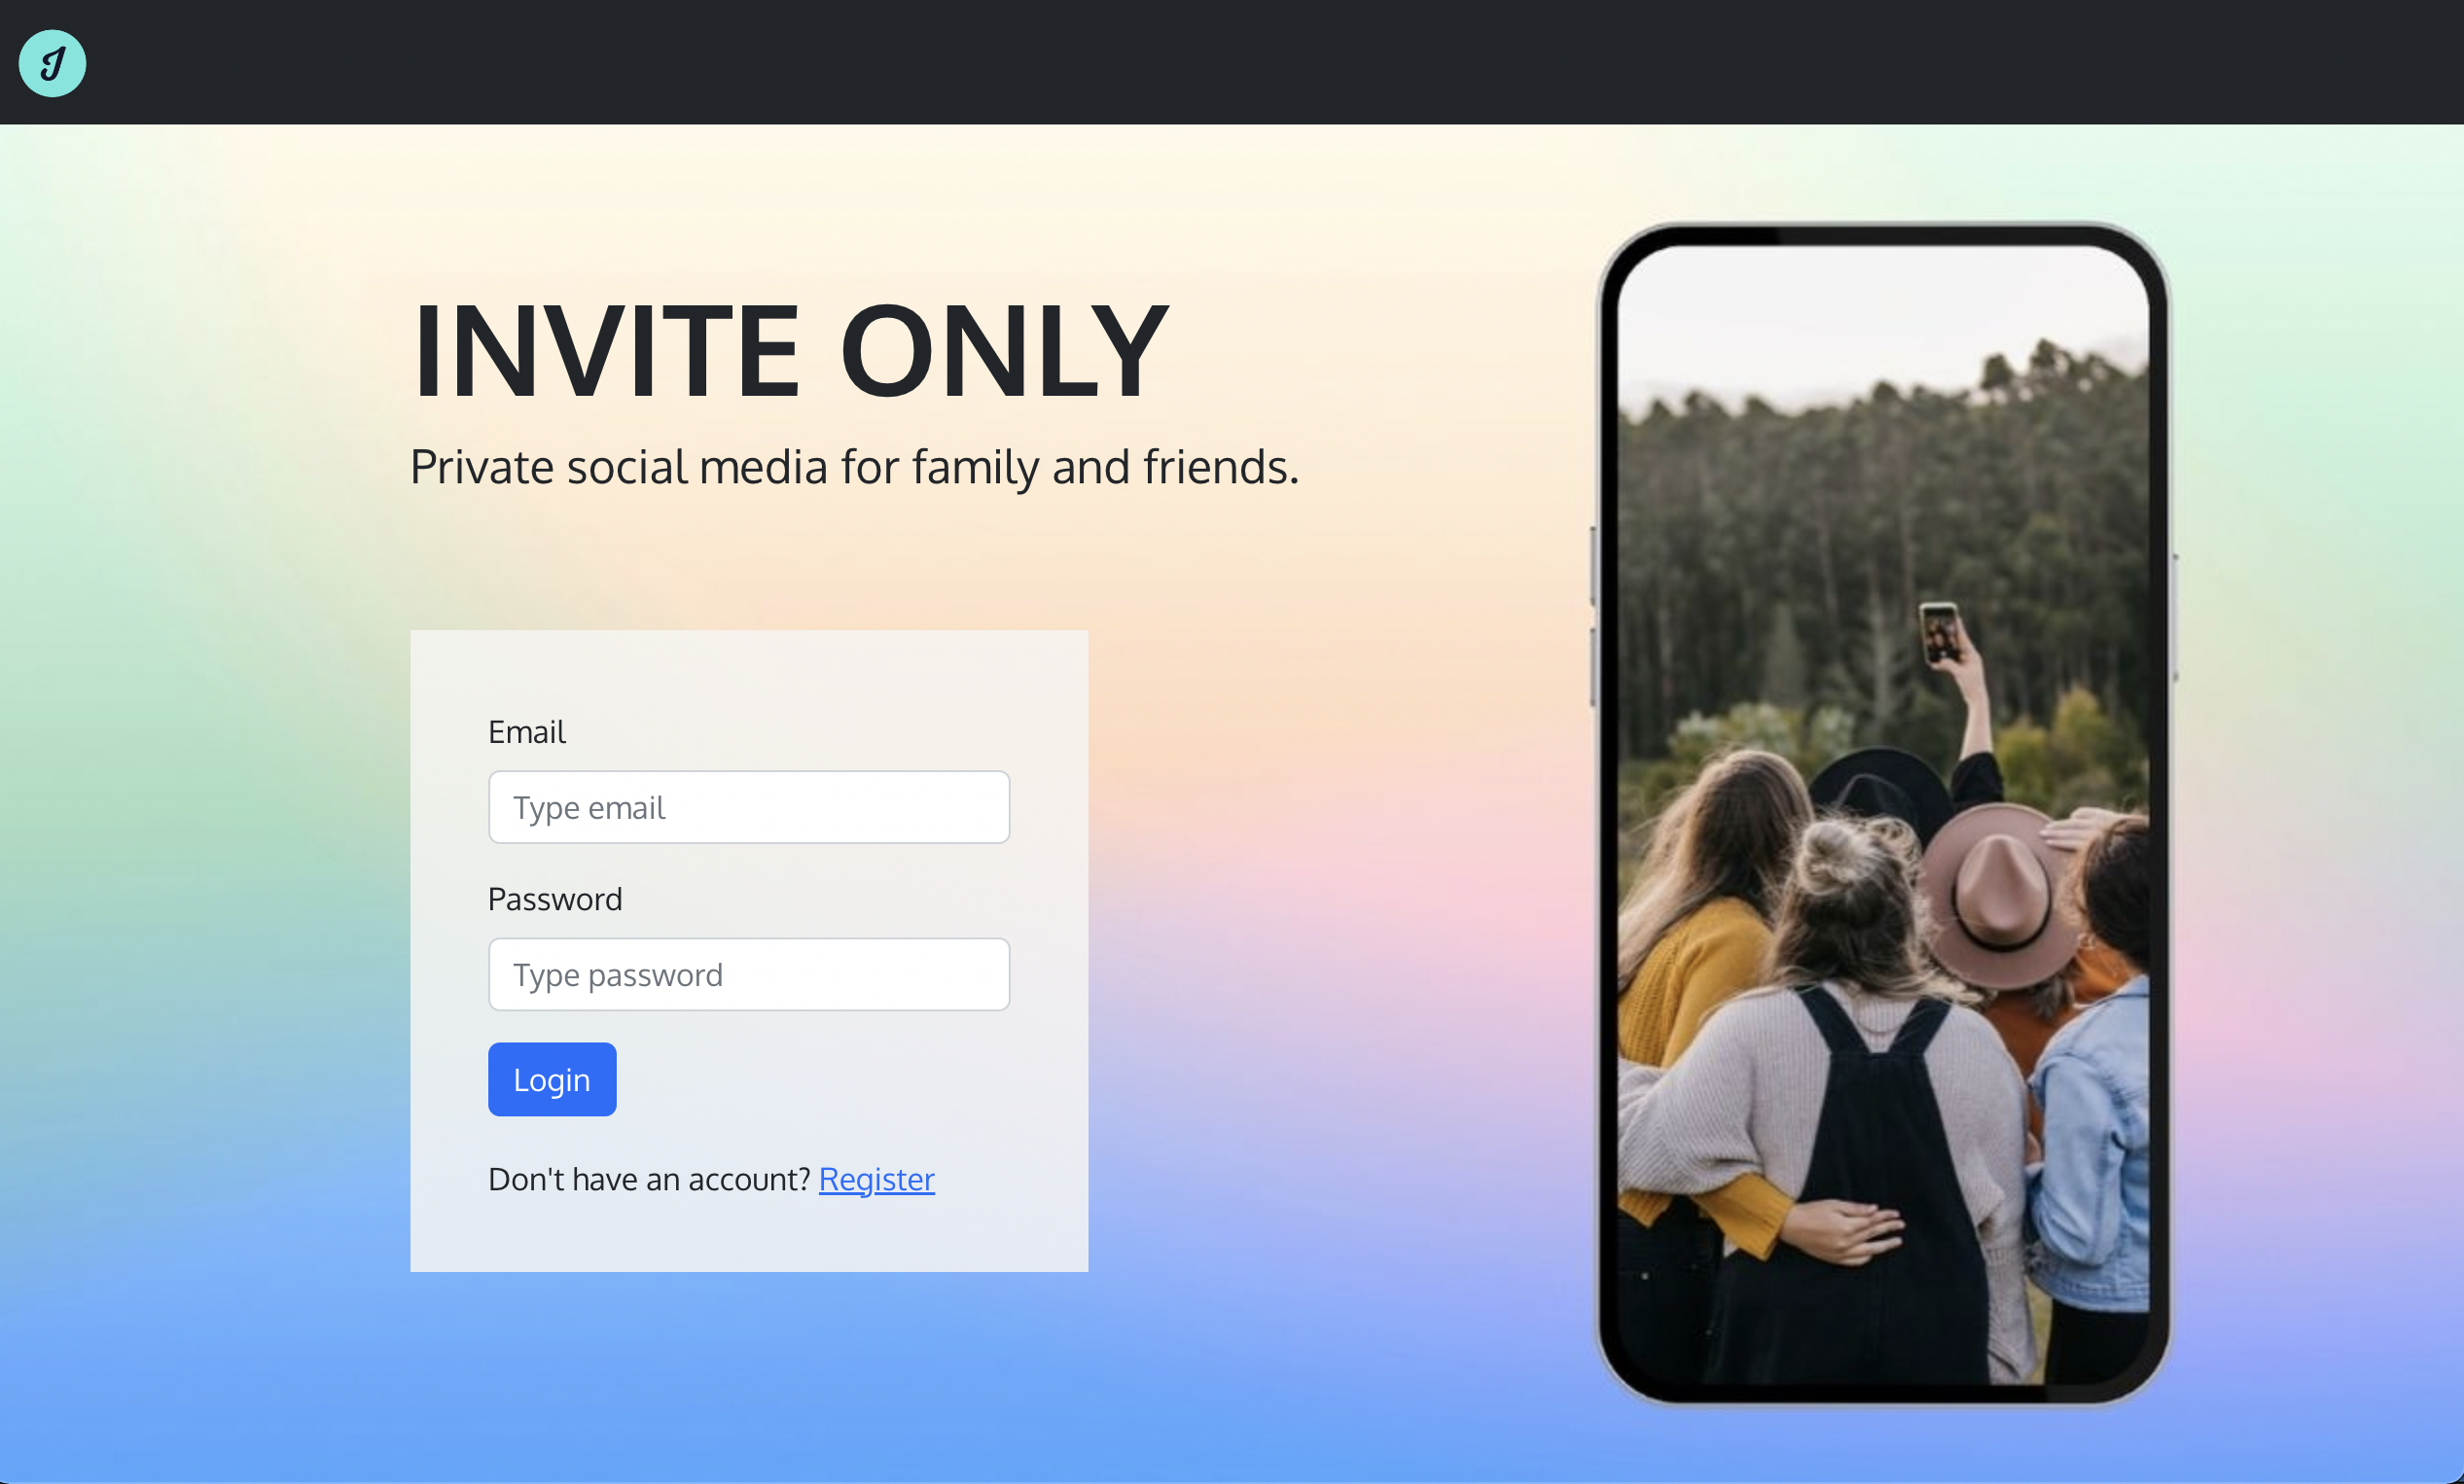 J
INVITE ONLY
Private social media for family and friends.
Email
Type email
Password
Type password
Login
Don't have an account? Register